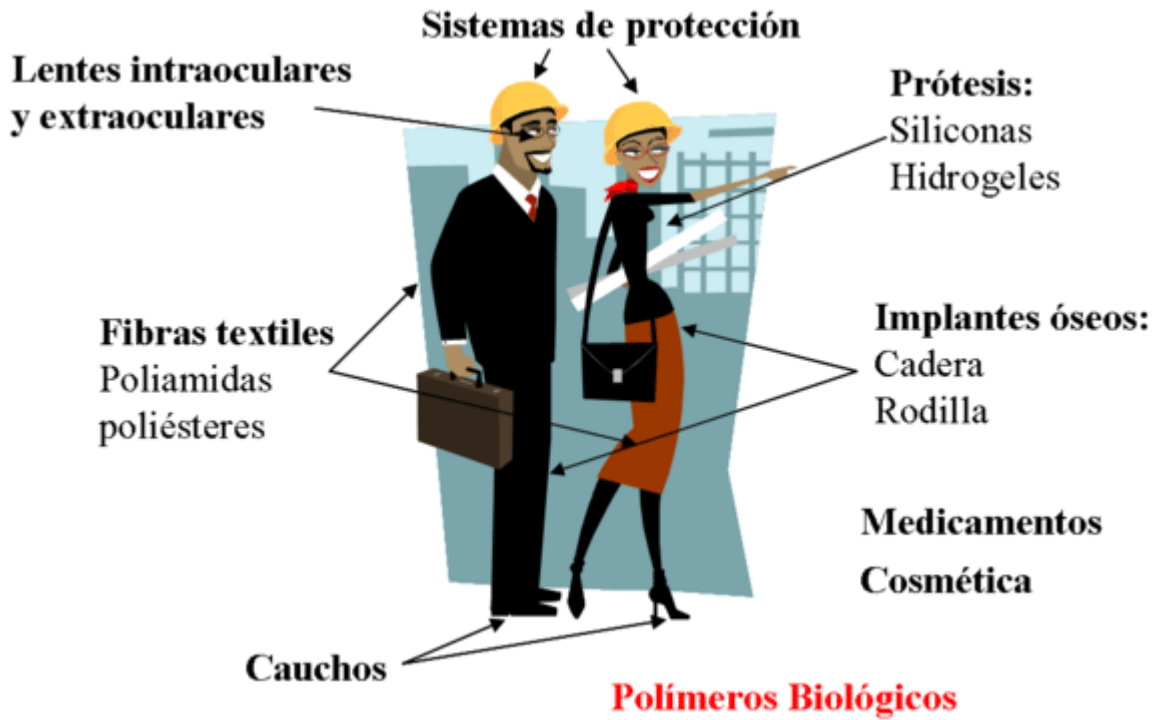 Sistemas de protección
Lentes intraoculares
y extraoculares
Prótesis:
Siliconas
Hidrogeles
Fibras textiles
Poliamidas
poliésteres
Implantes óseos:
Cadera
Rodilla
Medicamentos
Cosmética
Cauchos
Polímeros Biológicos